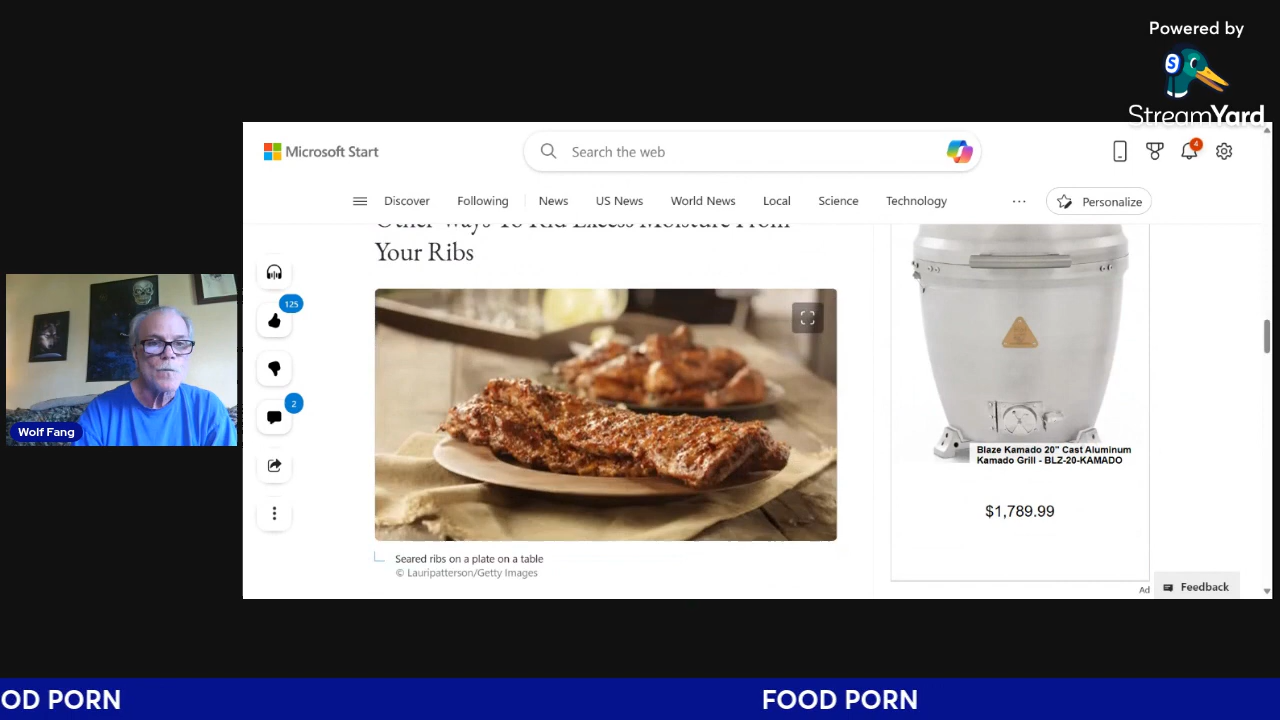 Powered by
StreamYard
Microsoft Start
Search the web
4
Discover
Following
News
US News
World News
Local
Science
Technology
Personalize
Other Ways To Rid Excess Moisture From
Your Ribs
125
2
Wolf Fang
Blaze Kamado 20" Cast Aluminum
Kamado Grill - BLZ-20-KAMADO
$1,789.99
Seared ribs on a plate on a table
© Lauripatterson/Getty Images
Ad
Feedback
OD PORN
FOOD PORN